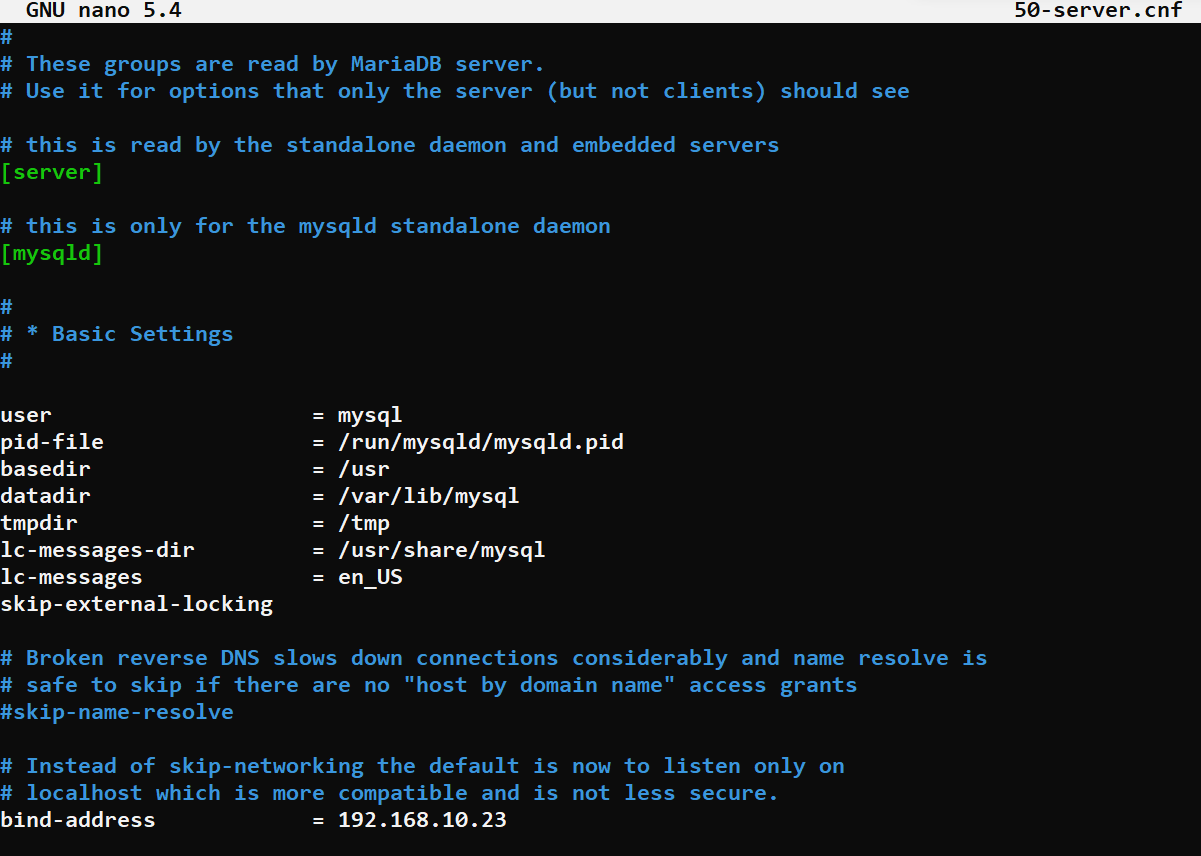 GNU nano 5.4 50-server.cnf
#
# These groups are read by MariaDB server.
# Use it for options that only the server (but not clients) should see
# this is read by the standalone daemon and embedded servers
[server]
# this is only for the mysqld standalone daemon
[mysqld]
#
# * Basic Settings
#
user = mysql
pid-file = /run/mysqld/mysqld.pid
basedir = /usr
datadir = /var/lib/mysql
tmpdir = /tmp
lc-messages-dir = /usr/share/mysql
lc-messages = en_US
skip-external-locking
# Broken reverse DNS slows down connections considerably and name resolve is
# safe to skip if there are no "host by domain name" access grants
#skip-name-resolve
# Instead of skip-networking the default is now to listen only on
# localhost which is more compatible and is not less secure.
bind-address = 192.168.10.23